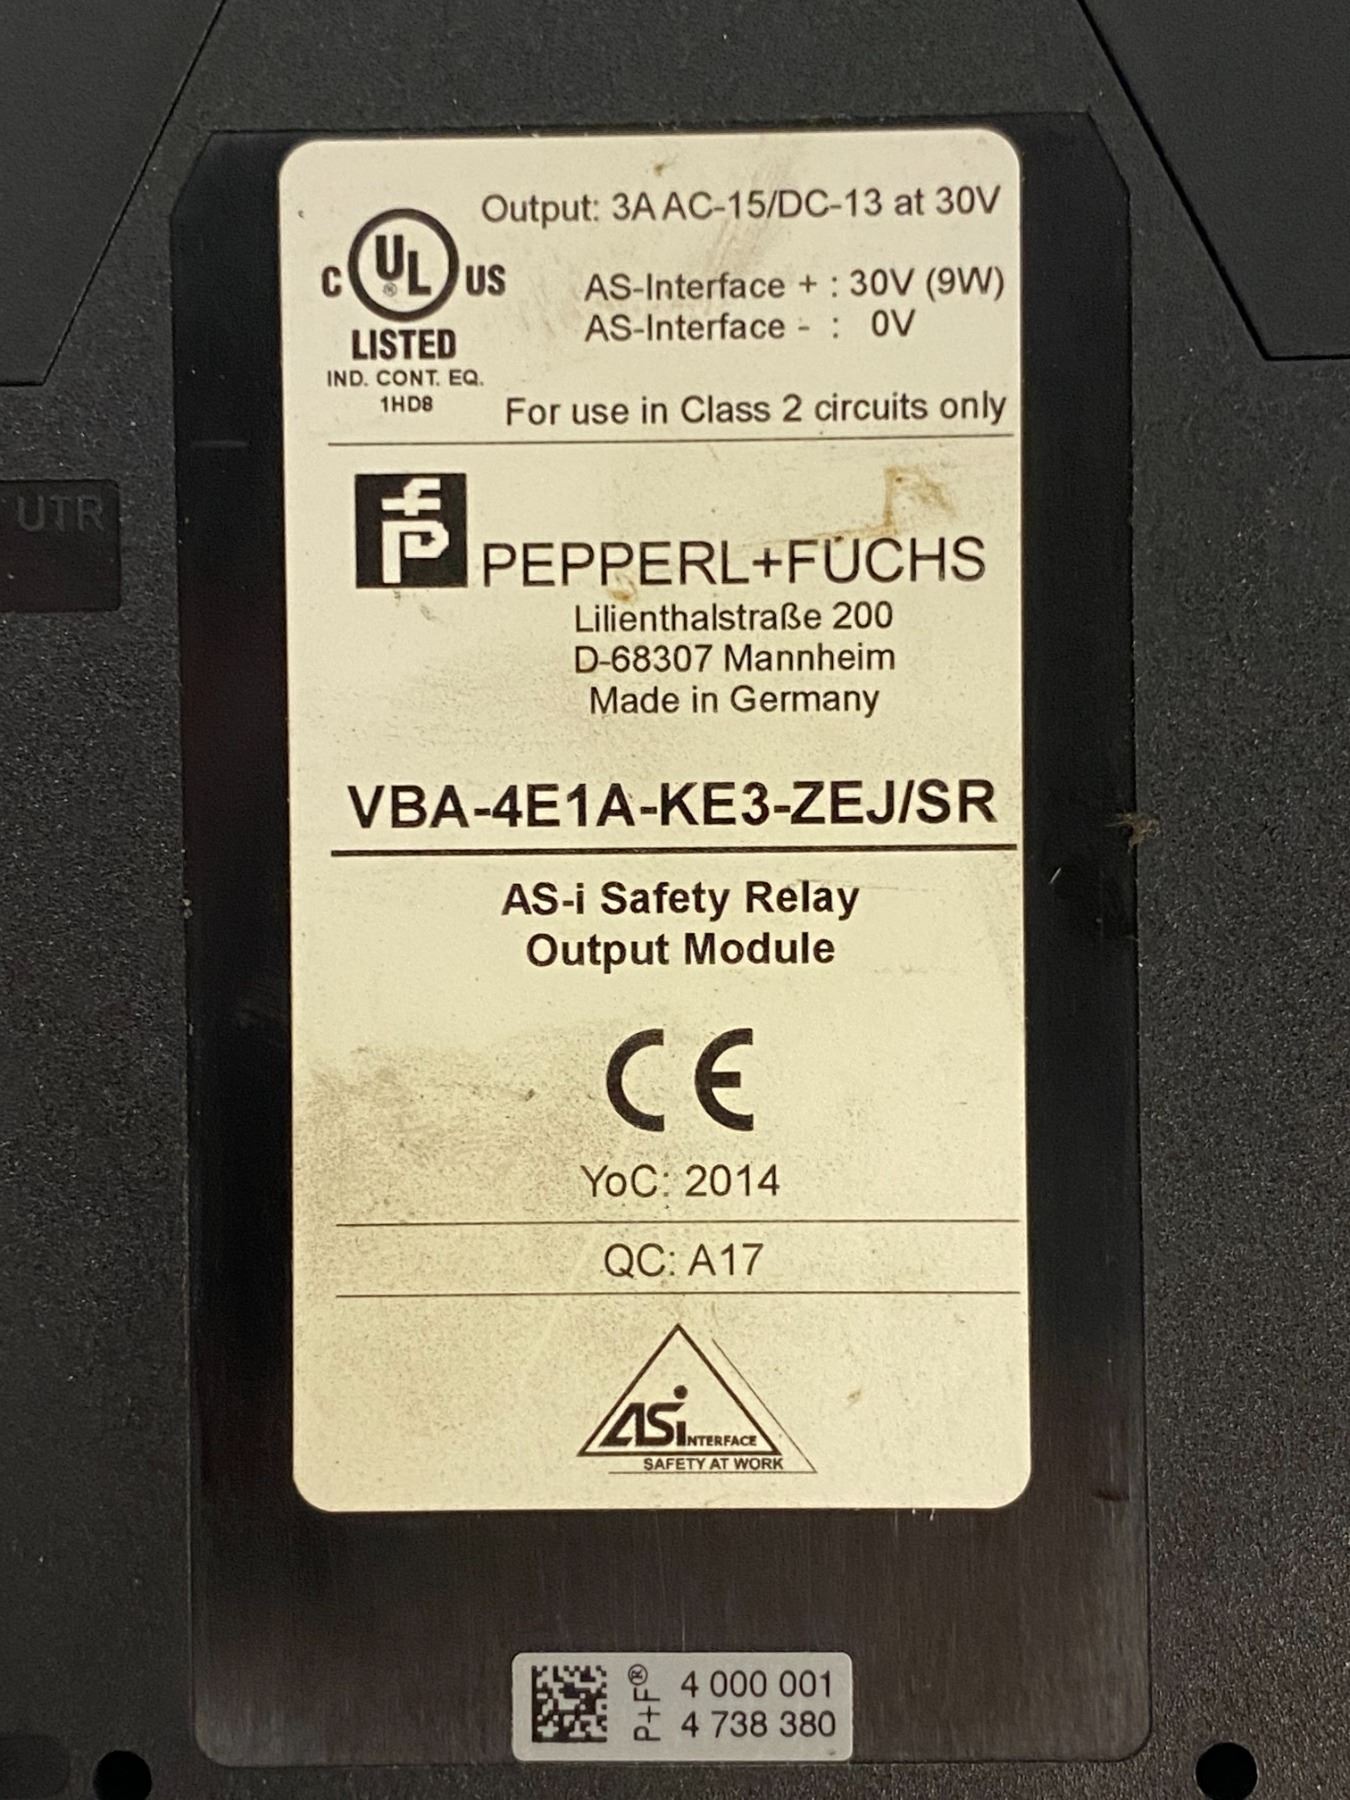 Output: 3A AC-15/DC-13 at 30V
C UL ® US
LISTED
IND. CONT. EQ.
1HD8
AS-Interface + : 30V (9W)
AS-Interface - : 0V
For use in Class 2 circuits only
UTR
PEPPERL+FUCHS
Lilienthalstraße 200
D-68307 Mannheim
Made in Germany
VBA-4E1A-KE3-ZEJ/SR
AS-i Safety Relay
Output Module
CE
YoC: 2014
QC: A17
ASiNTERFACE
SAFETY AT WORK
P+F®
4 000 001
4 738 380